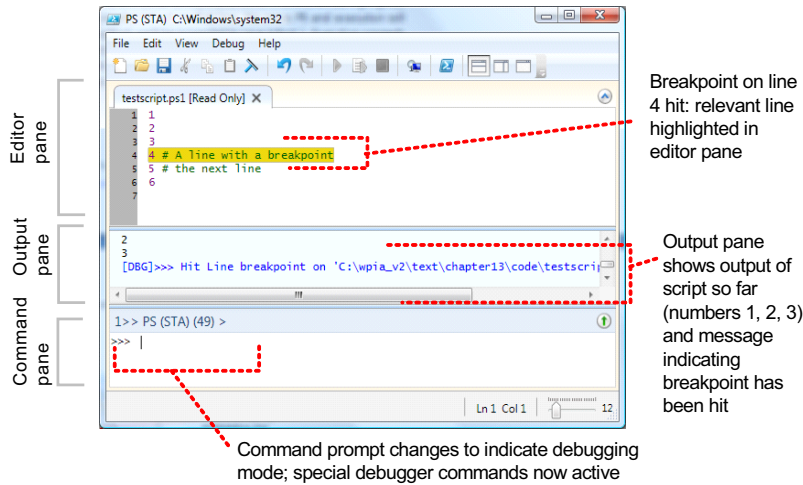 PS (STA) C:\Windows\system32
File Edit View Debug Help
testscript.ps1 [Read Only] X
1 1
2 2
3 3
4 4 # A line with a breakpoint
5 5 # the next line
6 6
7
Editor
pane
Breakpoint on line
4 hit: relevant line
highlighted in
editor pane
2
3
[DBG]>>> Hit Line breakpoint on 'C:\wpia_v2\text\chapter13\code\testscrip
Output
pane
Output pane
shows output of
script so far
(numbers 1, 2, 3)
and message
indicating
breakpoint has
been hit
1>> PS (STA) (49) >
>>>
Command
pane
Ln 1 Col 1
12
Command prompt changes to indicate debugging
mode; special debugger commands now active